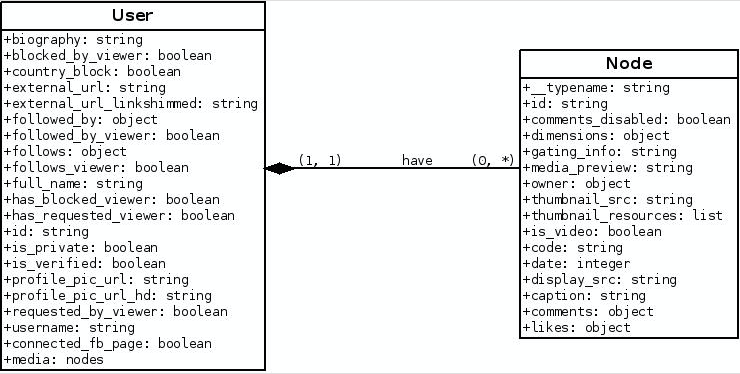 User
+biography: string
+blocked_by_viewer: boolean
+country_block: boolean
+external_url: string
+external_url_linkshimmed: string
+followed_by: object
+followed_by_viewer: boolean
+follows: object
+follows_viewer: boolean
+full_name: string
+has_blocked_viewer: boolean
+has_requested_viewer: boolean
+id: string
+is_private: boolean
+is_verified: boolean
+profile_pic_url: string
+profile_pic_url_hd: string
+requested_by_viewer: boolean
+username: string
+connected_fb_page: boolean
+media: nodes
(1, 1) have (0, *)
Node
+__typename: string
+id: string
+comments_disabled: boolean
+dimensions: object
+gating_info: string
+media_preview: string
+owner: object
+thumbnail_src: string
+thumbnail_resources: list
+is_video: boolean
+code: string
+date: integer
+display_src: string
+caption: string
+comments: object
+likes: object